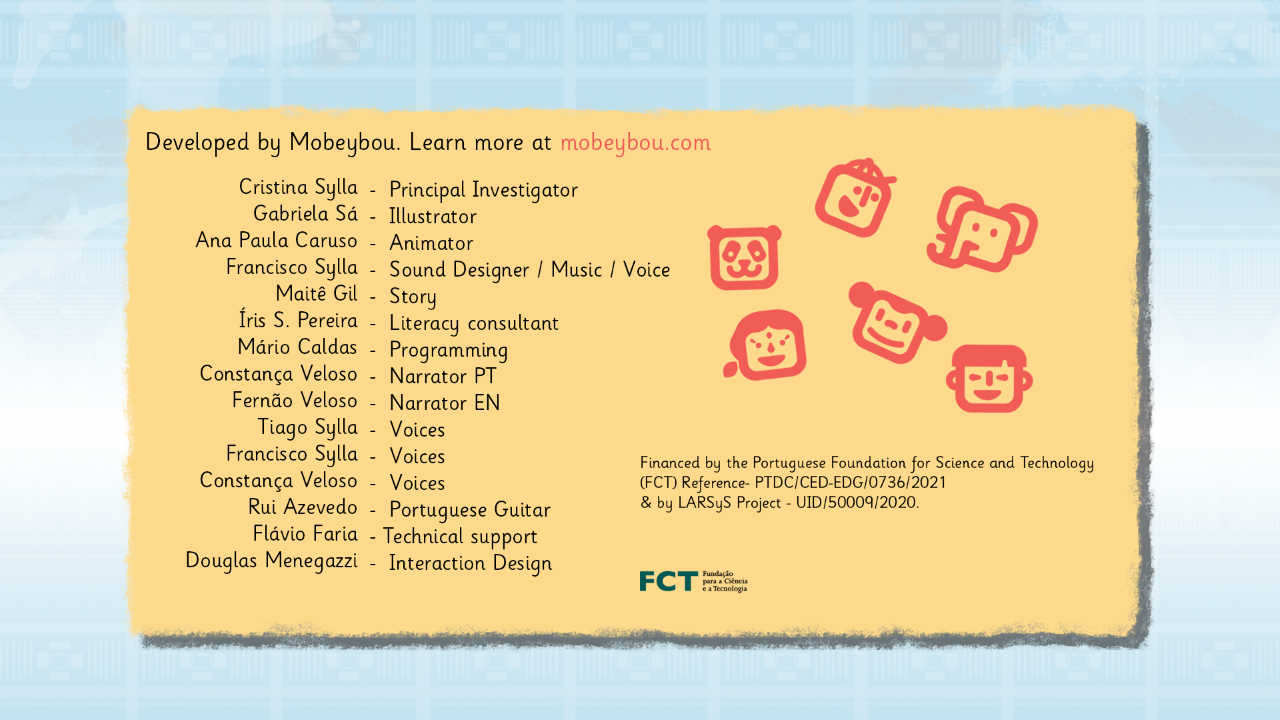 Developed by Mobeybou. Learn more at mobeybou.com
Cristina Sylla - Principal Investigator
Gabriela Sá - Illustrator
Ana Paula Caruso - Animator
Francisco Sylla - Sound Designer / Music / Voice
Maitê Gil - Story
Íris S. Pereira - Literacy consultant
Mário Caldas - Programming
Constança Veloso - Narrator PT
Fernão Veloso - Narrator EN
Tiago Sylla - Voices
Francisco Sylla - Voices
Constança Veloso - Voices
Rui Azevedo - Portuguese Guitar
Flávio Faria - Technical support
Douglas Menegazzi - Interaction Design
Financed by the Portuguese Foundation for Science and Technology
(FCT) Reference- PTDC/CED-EDG/0736/2021
& by LARSyS Project - UID/50009/2020.
FCT Fundação
para a Ciência
e a Tecnologia